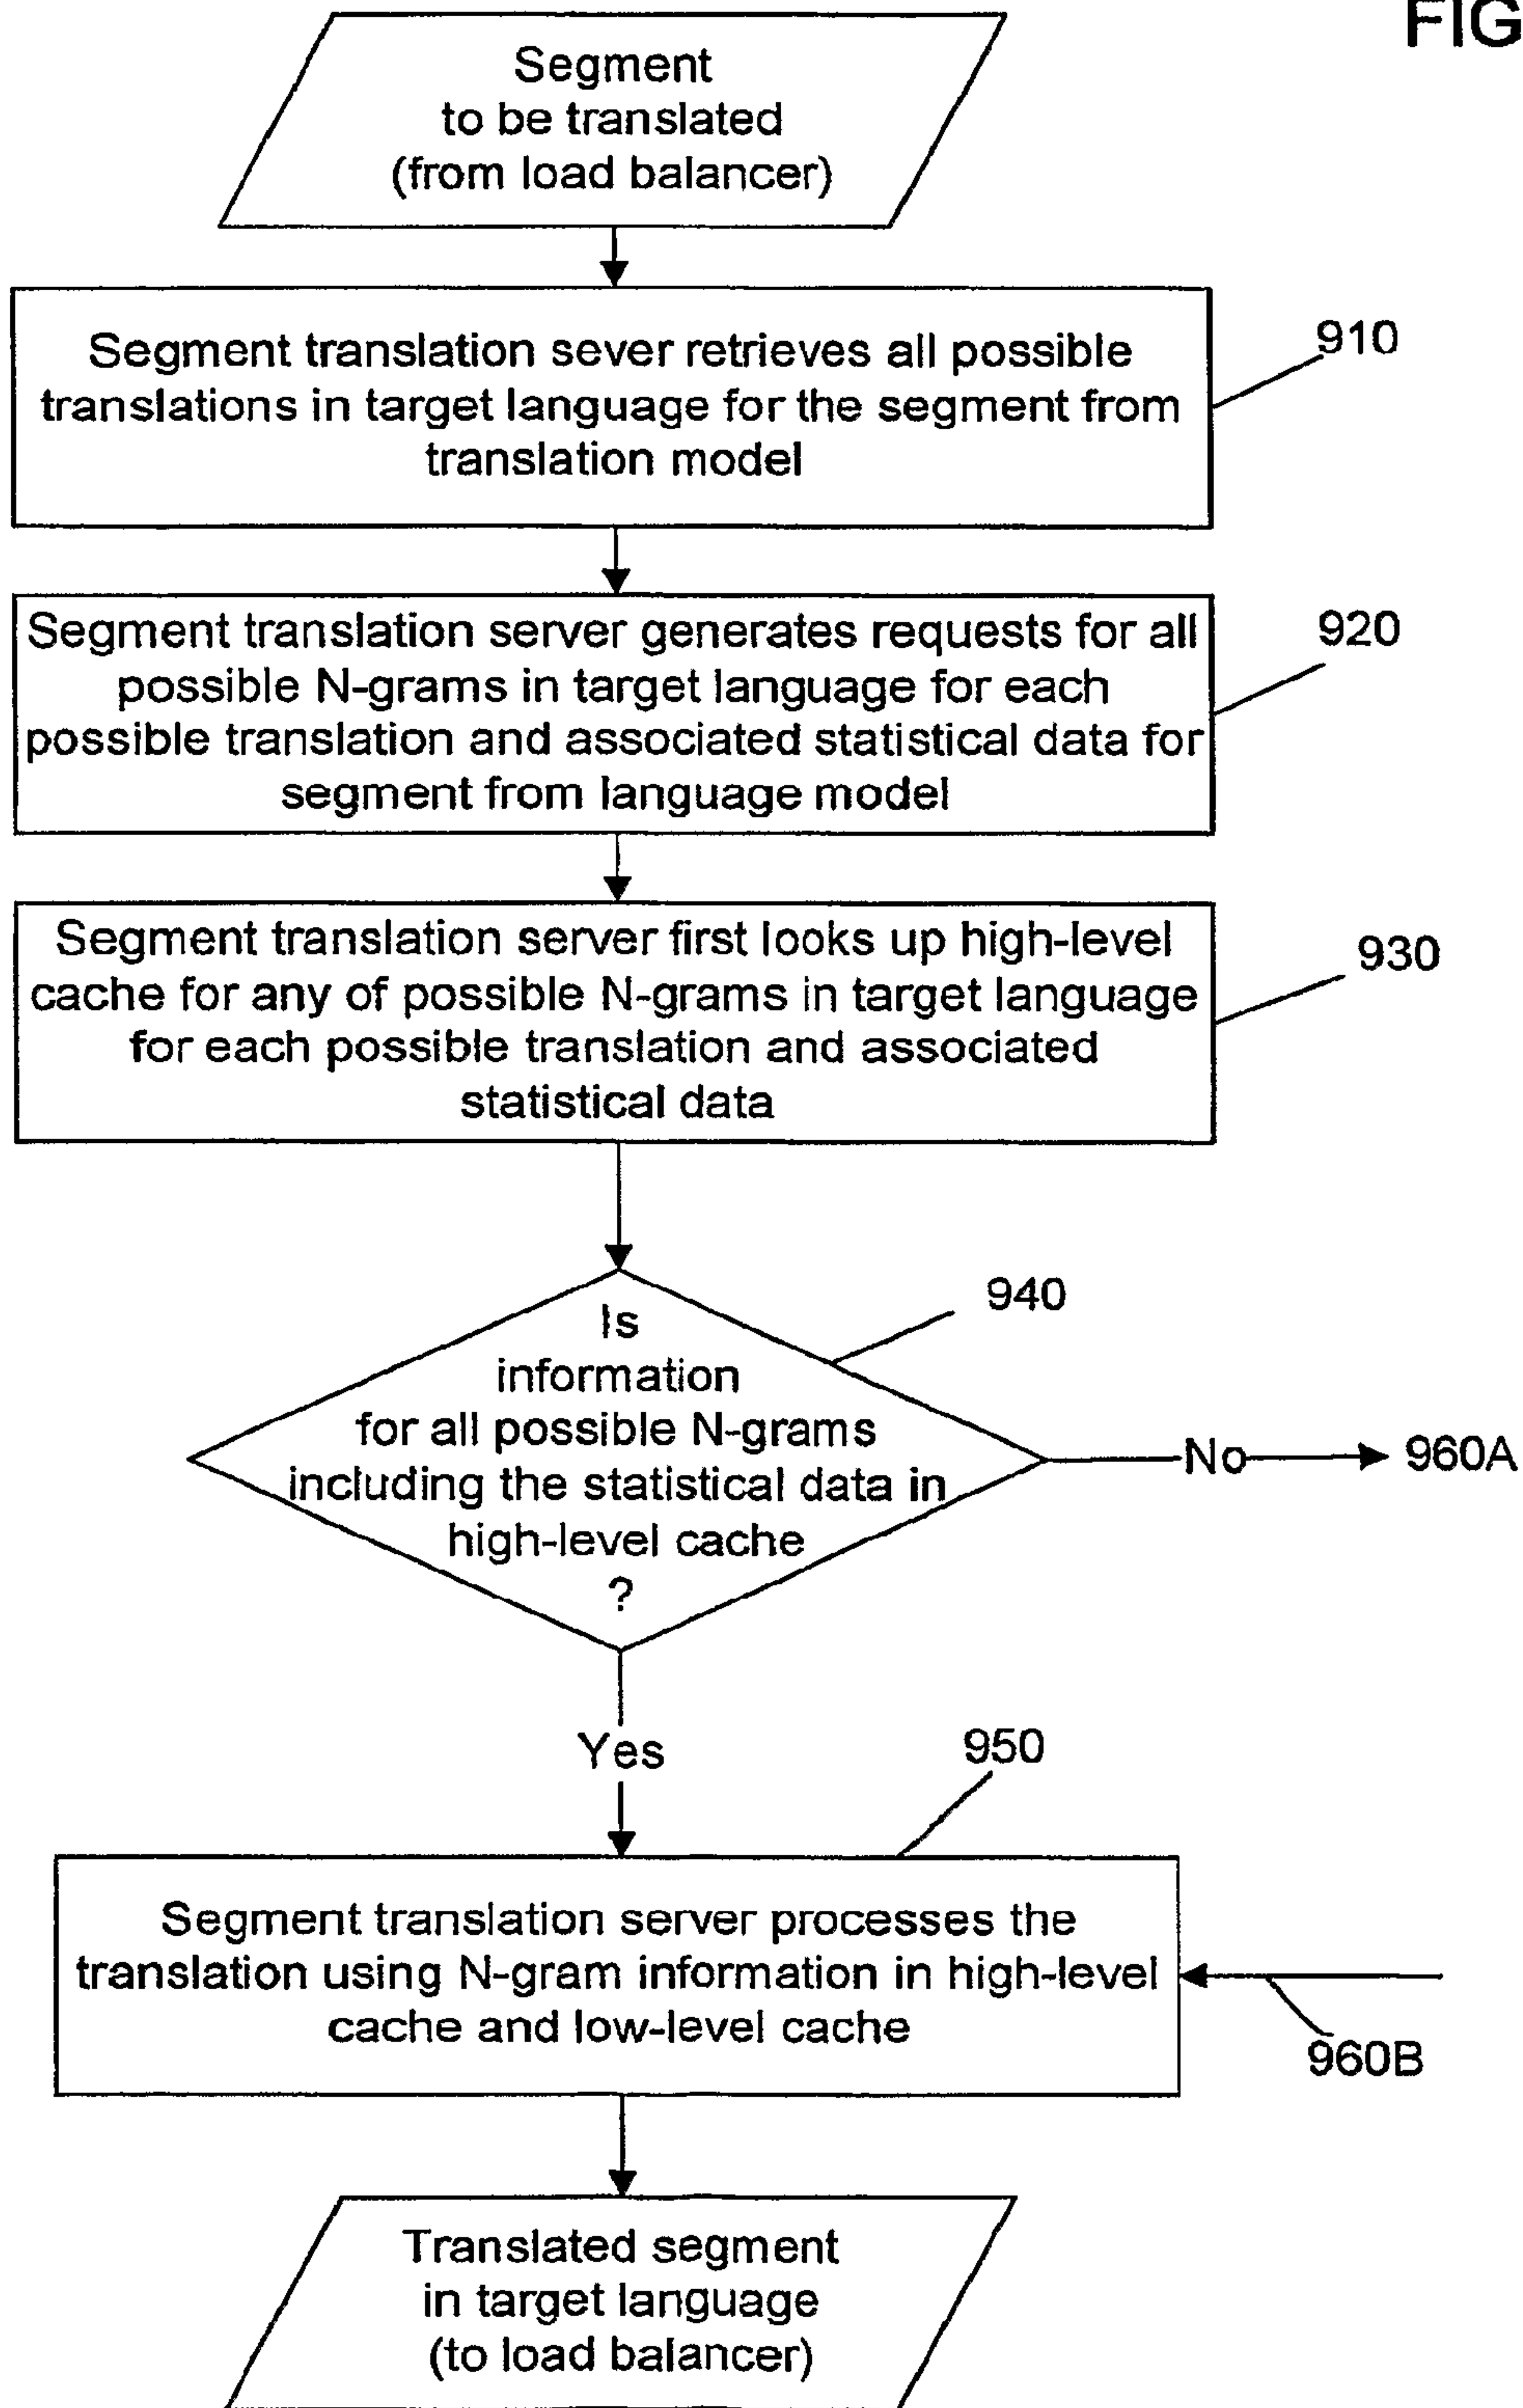 FIG
Segment
to be translated
(from load balancer)
Segment translation sever retrieves all possible
translations in target language for the segment from
translation model
910
Segment translation server generates requests for all
possible N-grams in target language for each
possible translation and associated statistical data for
segment from language model
920
Segment translation server first looks up high-level
cache for any of possible N-grams in target language
for each possible translation and associated
statistical data
930
940
Is
information
for all possible N-grams
including the statistical data in
high-level cache
?
No
960A
Yes
950
Segment translation server processes the
translation using N-gram information in high-level
cache and low-level cache
960B
Translated segment
in target language
(to load balancer)